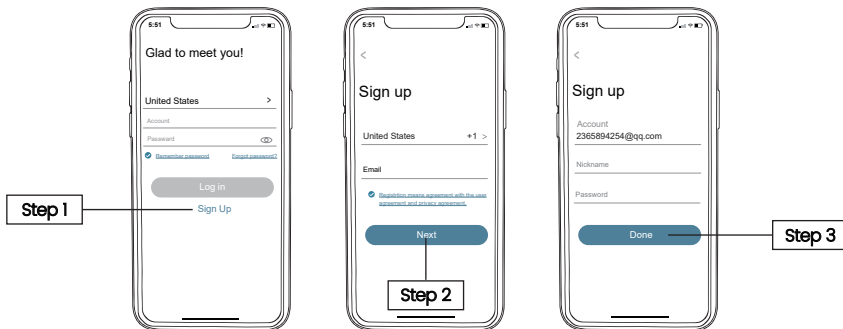 5:51
Glad to meet you!
United States >
Account
Password
Remember password Forgot password?
Log in
Sign Up
Step 1
5:51
<
Sign up
United States +1 >
Email
Registrtion means agreement with the user
agreement and privacy agreement.
Next
Step 2
5:51
<
Sign up
Account
2365894254@qq.com
Nickname
Password
Done
Step 3